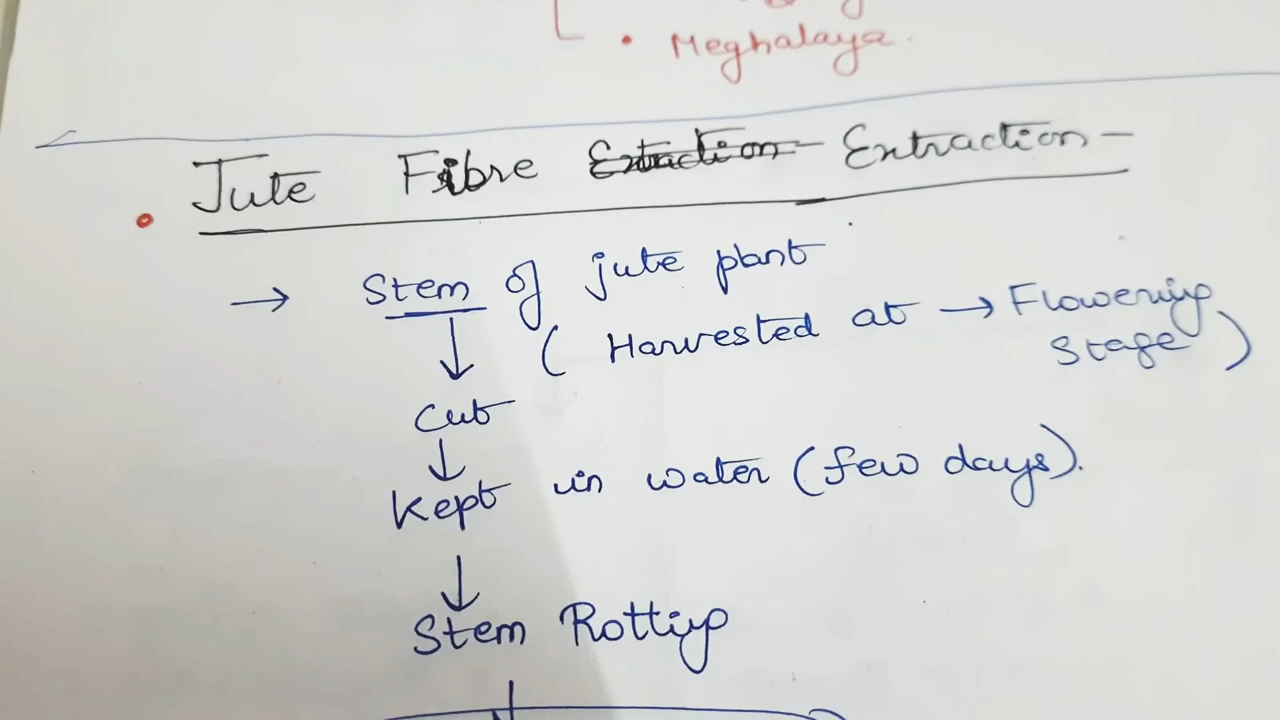 • Meghalaya.
• Jute Fibre Extraction Extraction -
→ Stem of jute plant
( Harvested at → Flowering
Stage )
↓
Cut
↓
Kept in water (few days).
↓
Stem Rotting